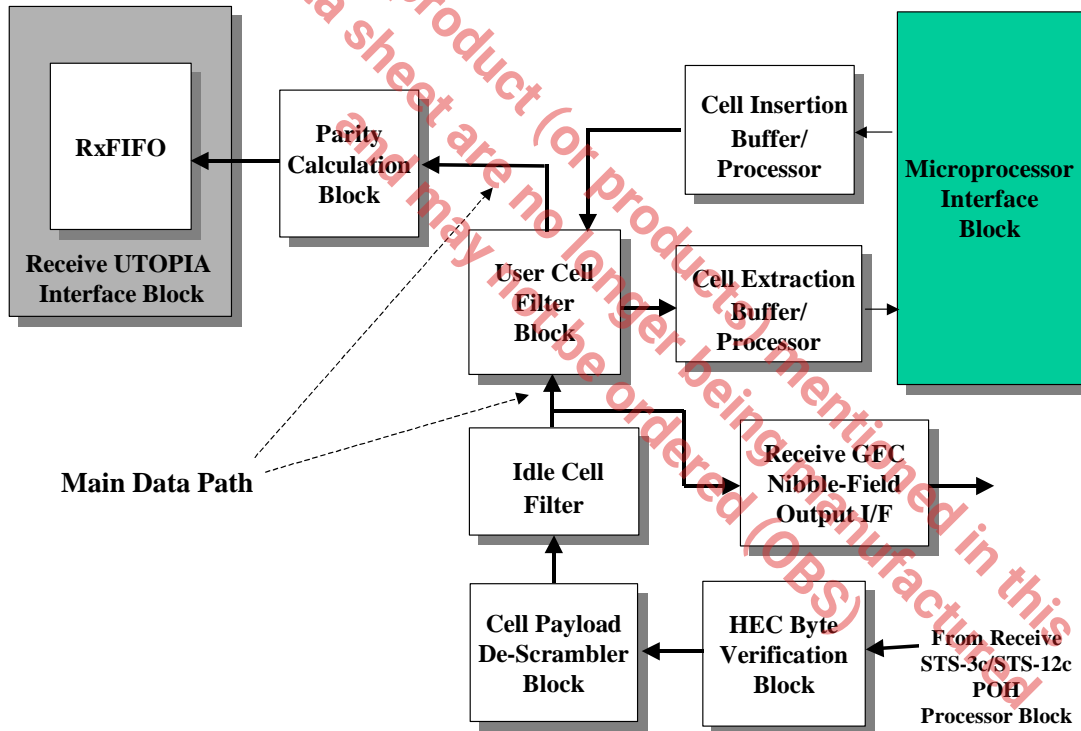 RxFIFO
Receive UTOPIA
Interface Block
Parity
Calculation
Block
Cell Insertion
Buffer/
Processor
Microprocessor
Interface
Block
User Cell
Filter
Block
Cell Extraction
Buffer/
Processor
Main Data Path
Idle Cell
Filter
Receive GFC
Nibble-Field
Output I/F
Cell Payload
De-Scrambler
Block
HEC Byte
Verification
Block
From Receive
STS-3c/STS-12c
POH
Processor Block
product (or products) mentioned in this
sheet are no longer being manufactured
and may not be ordered (OBS)